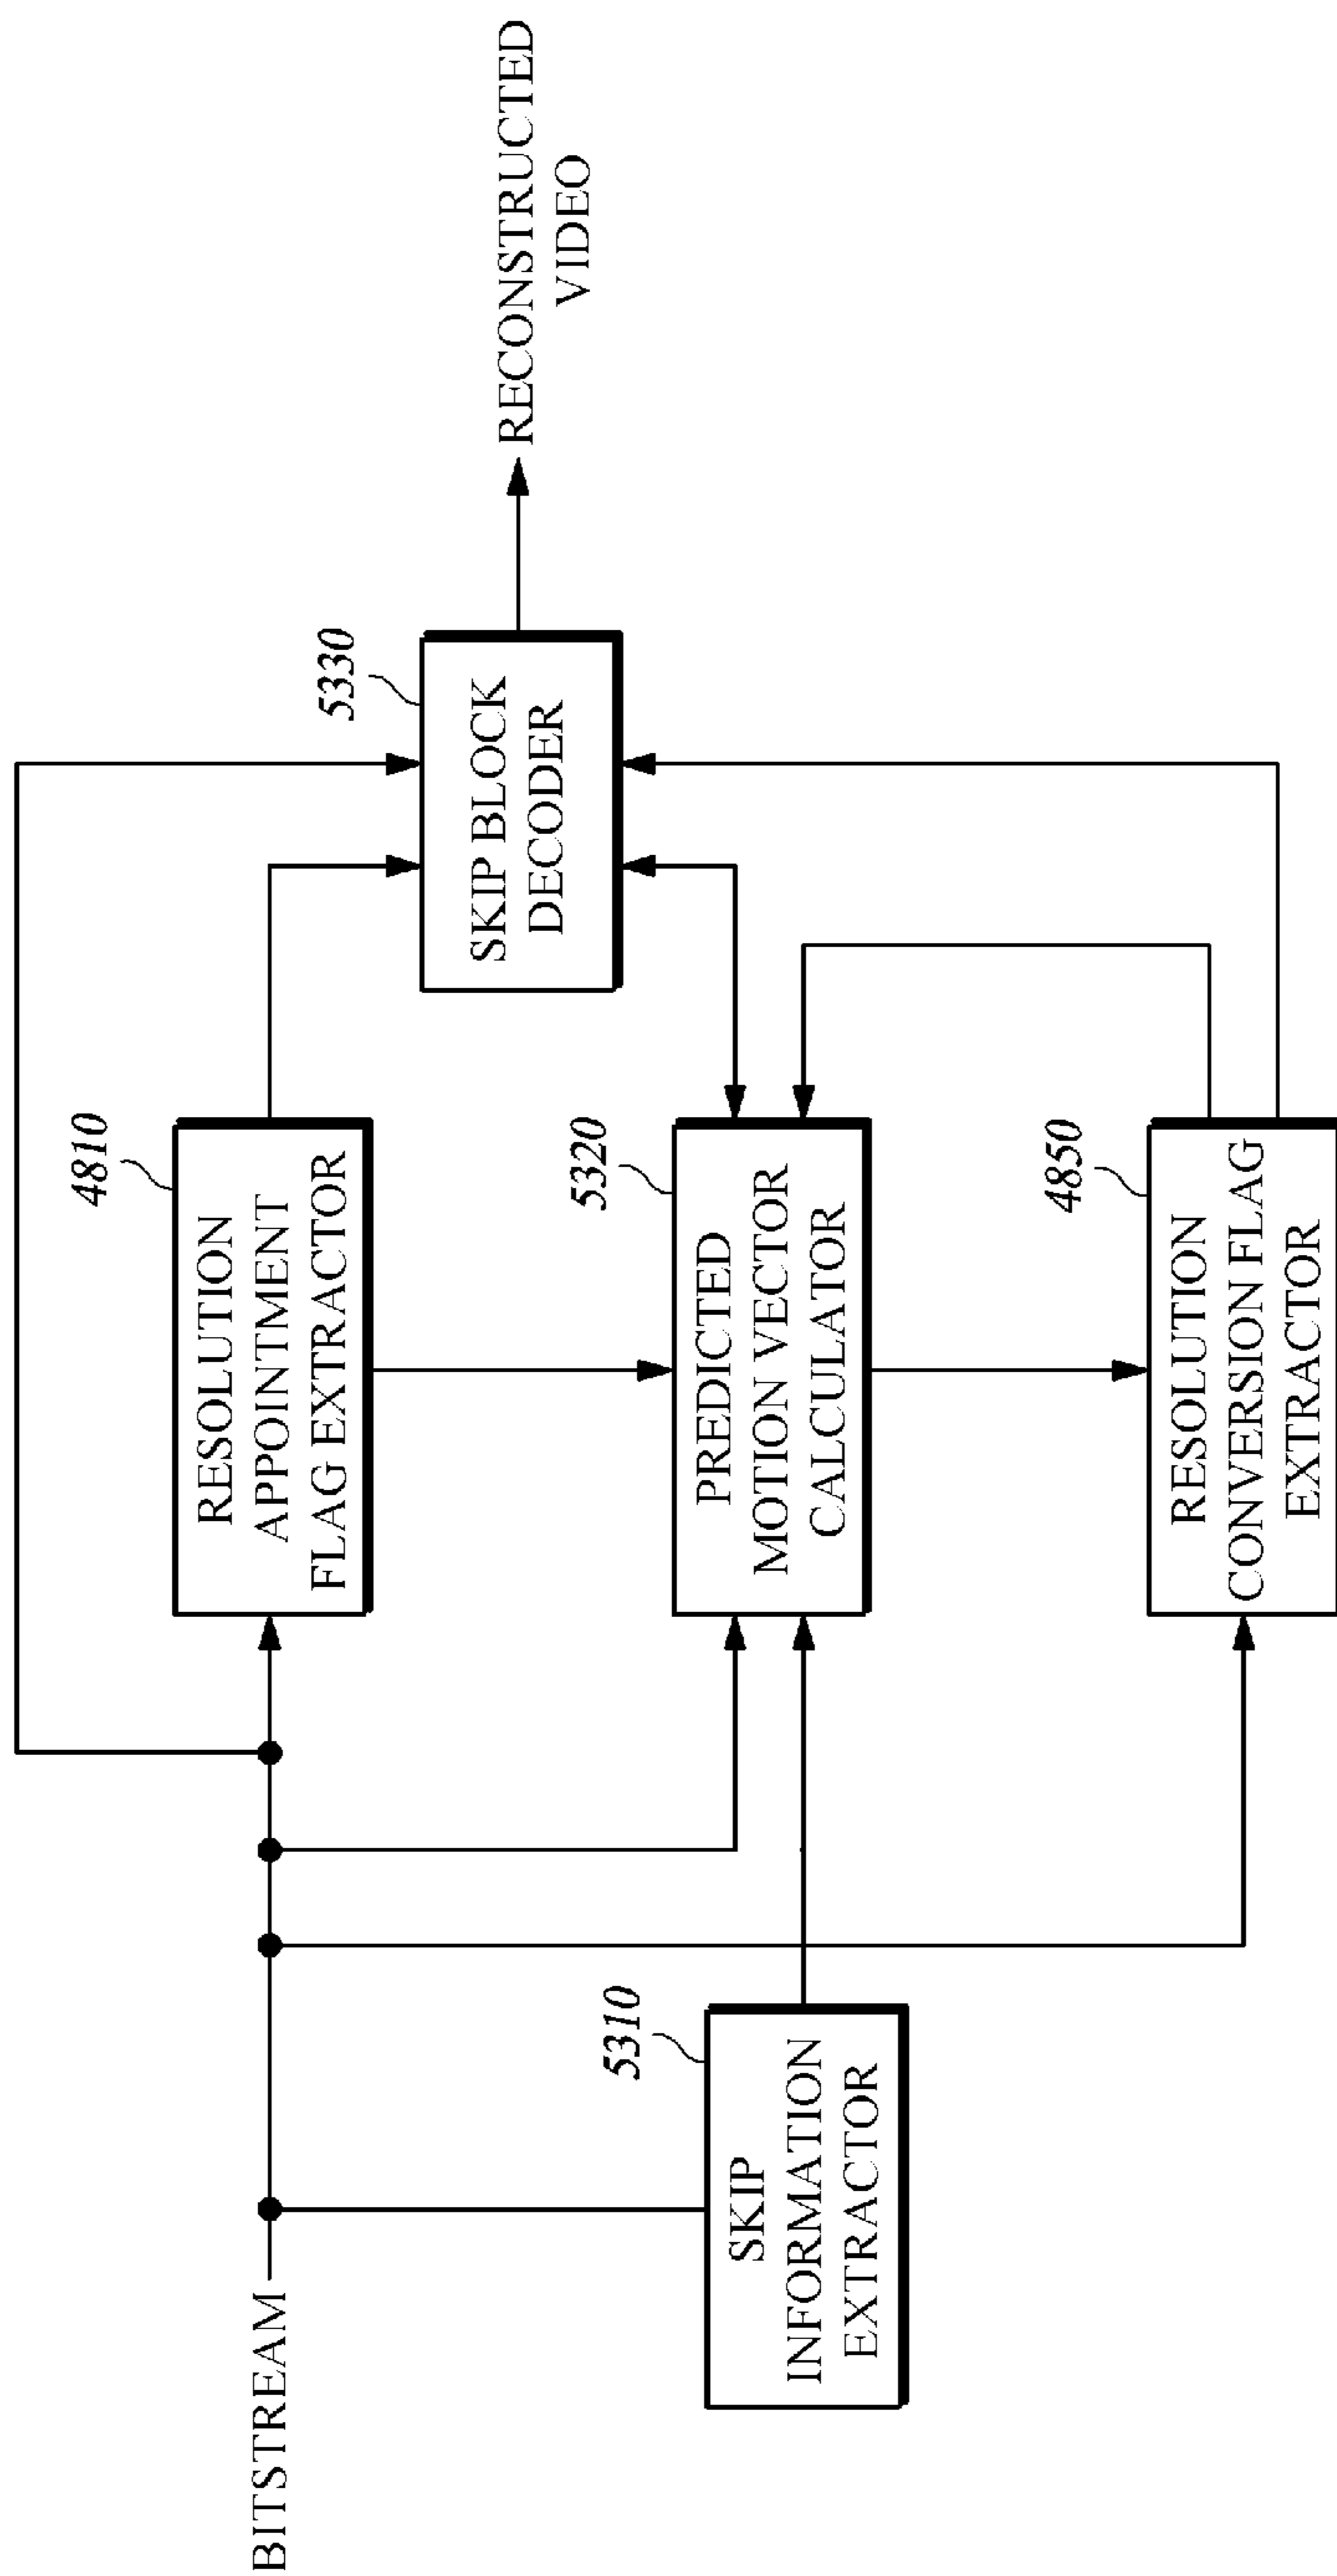 BITSTREAM
4810
RESOLUTION
APPOINTMENT
FLAG EXTRACTOR
5330
SKIP BLOCK
DECODER
RECONSTRUCTED
VIDEO
5310
SKIP
INFORMATION
EXTRACTOR
5320
PREDICTED
MOTION VECTOR
CALCULATOR
4850
RESOLUTION
CONVERSION FLAG
EXTRACTOR